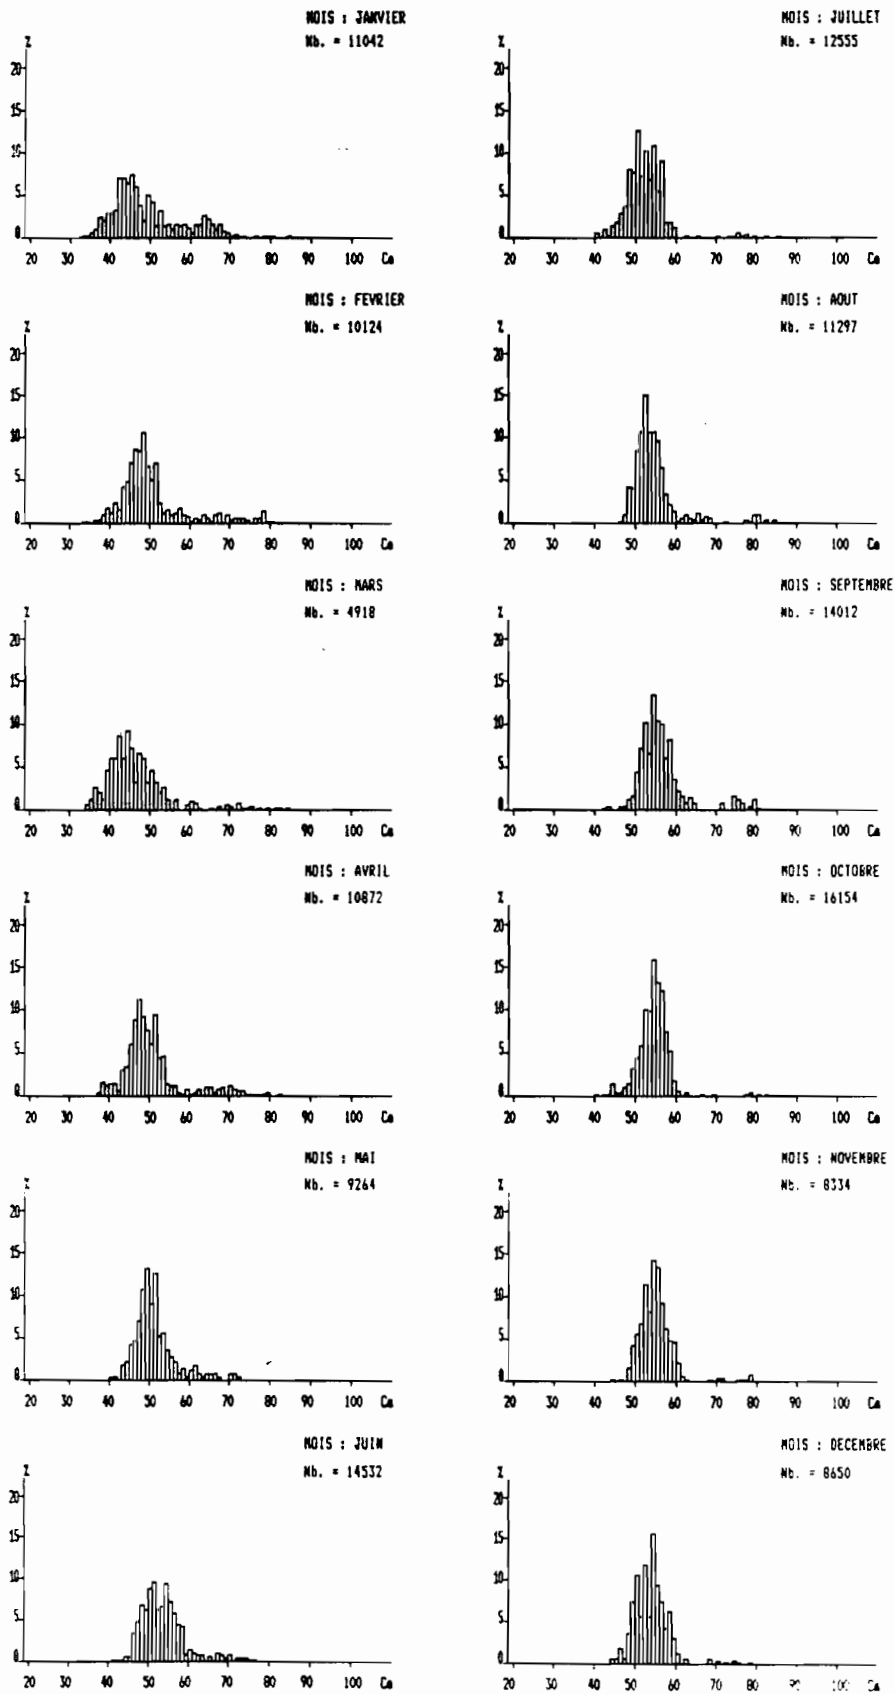 MOIS : JANVIER
Nb. = 11042
%
20
15
10
5
0
20 30 40 50 60 70 80 90 100 Cm
MOIS : JUILLET
Nb. = 12555
%
20
15
10
5
0
20 30 40 50 60 70 80 90 100 Cm
MOIS : FEVRIER
Nb. = 10124
%
20
15
10
5
0
20 30 40 50 60 70 80 90 100 Cm
MOIS : AOUT
Nb. = 11297
%
20
15
10
5
0
20 30 40 50 60 70 80 90 100 Cm
MOIS : MARS
Nb. = 4918
%
20
15
10
5
0
20 30 40 50 60 70 80 90 100 Cm
MOIS : SEPTEMBRE
Nb. = 14012
%
20
15
10
5
0
20 30 40 50 60 70 80 90 100 Cm
MOIS : AVRIL
Nb. = 10872
%
20
15
10
5
0
20 30 40 50 60 70 80 90 100 Cm
MOIS : OCTOBRE
Nb. = 16154
%
20
15
10
5
0
20 30 40 50 60 70 80 90 100 Cm
MOIS : MAI
Nb. = 9264
%
20
15
10
5
0
20 30 40 50 60 70 80 90 100 Cm
MOIS : NOVEMBRE
Nb. = 8334
%
20
15
10
5
0
20 30 40 50 60 70 80 90 100 Cm
MOIS : JUIN
Nb. = 14532
%
20
15
10
5
0
20 30 40 50 60 70 80 90 100 Cm
MOIS : DECEMBRE
Nb. = 8650
%
20
15
10
5
0
20 30 40 50 60 70 80 90 100 Cm